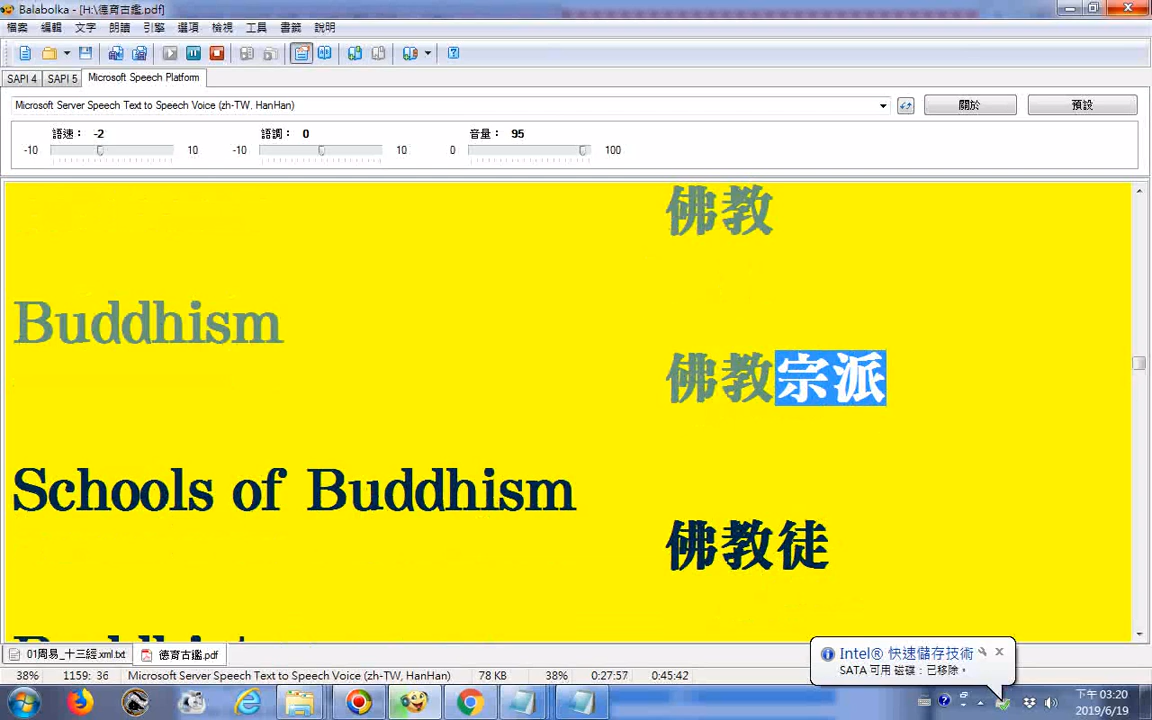 Balabolka - [H:\德育古鑑.pdf]
檔案 編輯 文字 朗讀 引擎 選項 檢視 工具 書籤 說明
SAPI 4 SAPI 5 Microsoft Speech Platform
Microsoft Server Speech Text to Speech Voice (zh-TW, HanHan) 關於 預設
語速： -2 語調： 0 音量： 95
-10 10 -10 10 0 100
佛教
Buddhism
佛教宗派
Schools of Buddhism
佛教徒
Intel® 快速儲存技術
SATA 可用 磁碟：已移除。
01周易_十三經.xml.txt 德育古鑑.pdf
38% 1159: 36 Microsoft Server Speech Text to Speech Voice (zh-TW, HanHan) 78 KB 38% 0:27:57 0:45:42
下午 03:20
2019/6/19